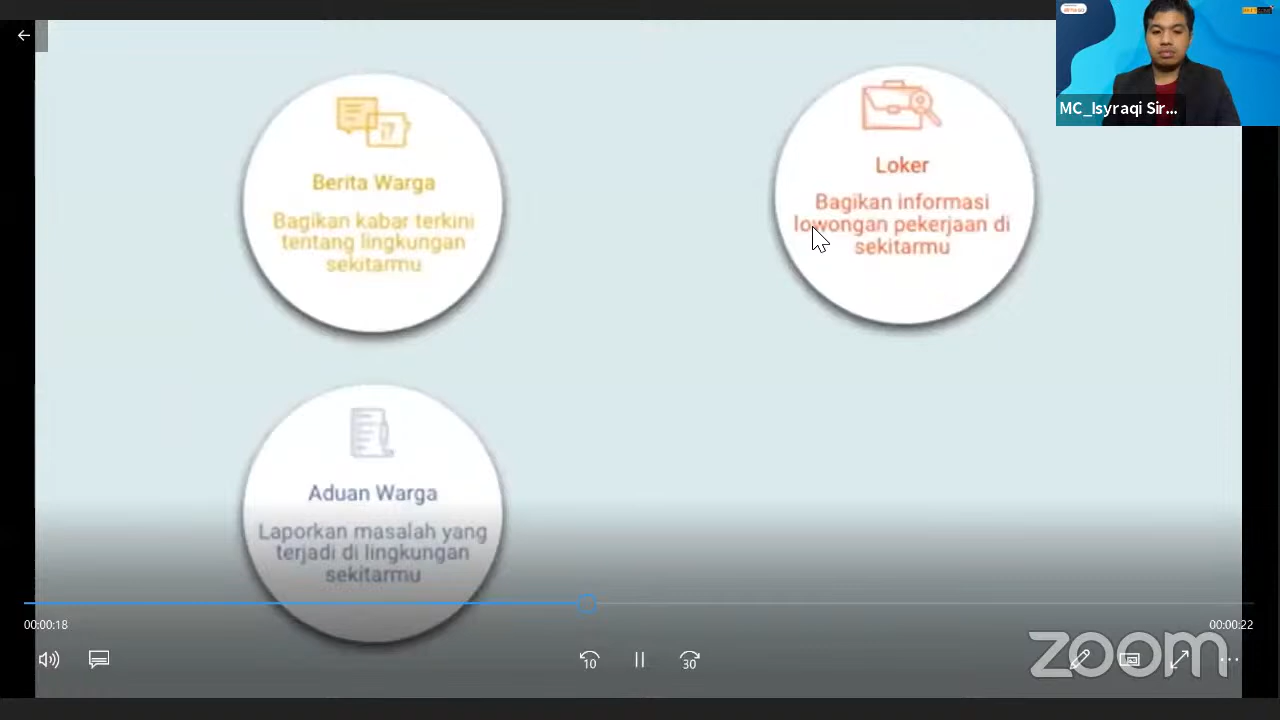 MC_Isyraqi Sir...
Berita Warga
Bagikan kabar terkini
tentang lingkungan
sekitarmu
Loker
Bagikan informasi
lowongan pekerjaan di
sekitarmu
Aduan Warga
Laporkan masalah yang
terjadi di lingkungan
sekitarmu
00:00:18
00:00:22
10
30
zoom